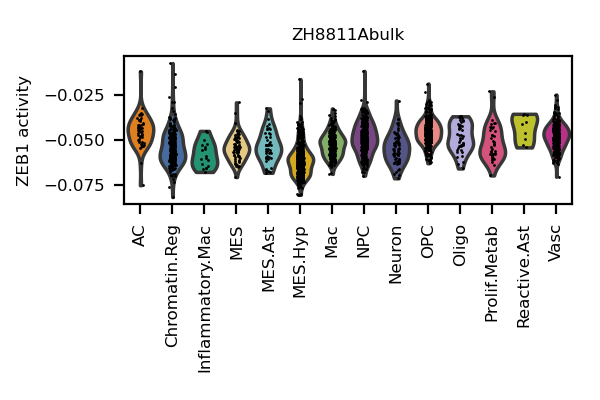 ZH8811Abulk
ZEB1 activity
−0.025
−0.050
−0.075
AC
Chromatin.Reg
Inflammatory.Mac
MES
MES.Ast
MES.Hyp
Mac
NPC
Neuron
OPC
Oligo
Prolif.Metab
Reactive.Ast
Vasc